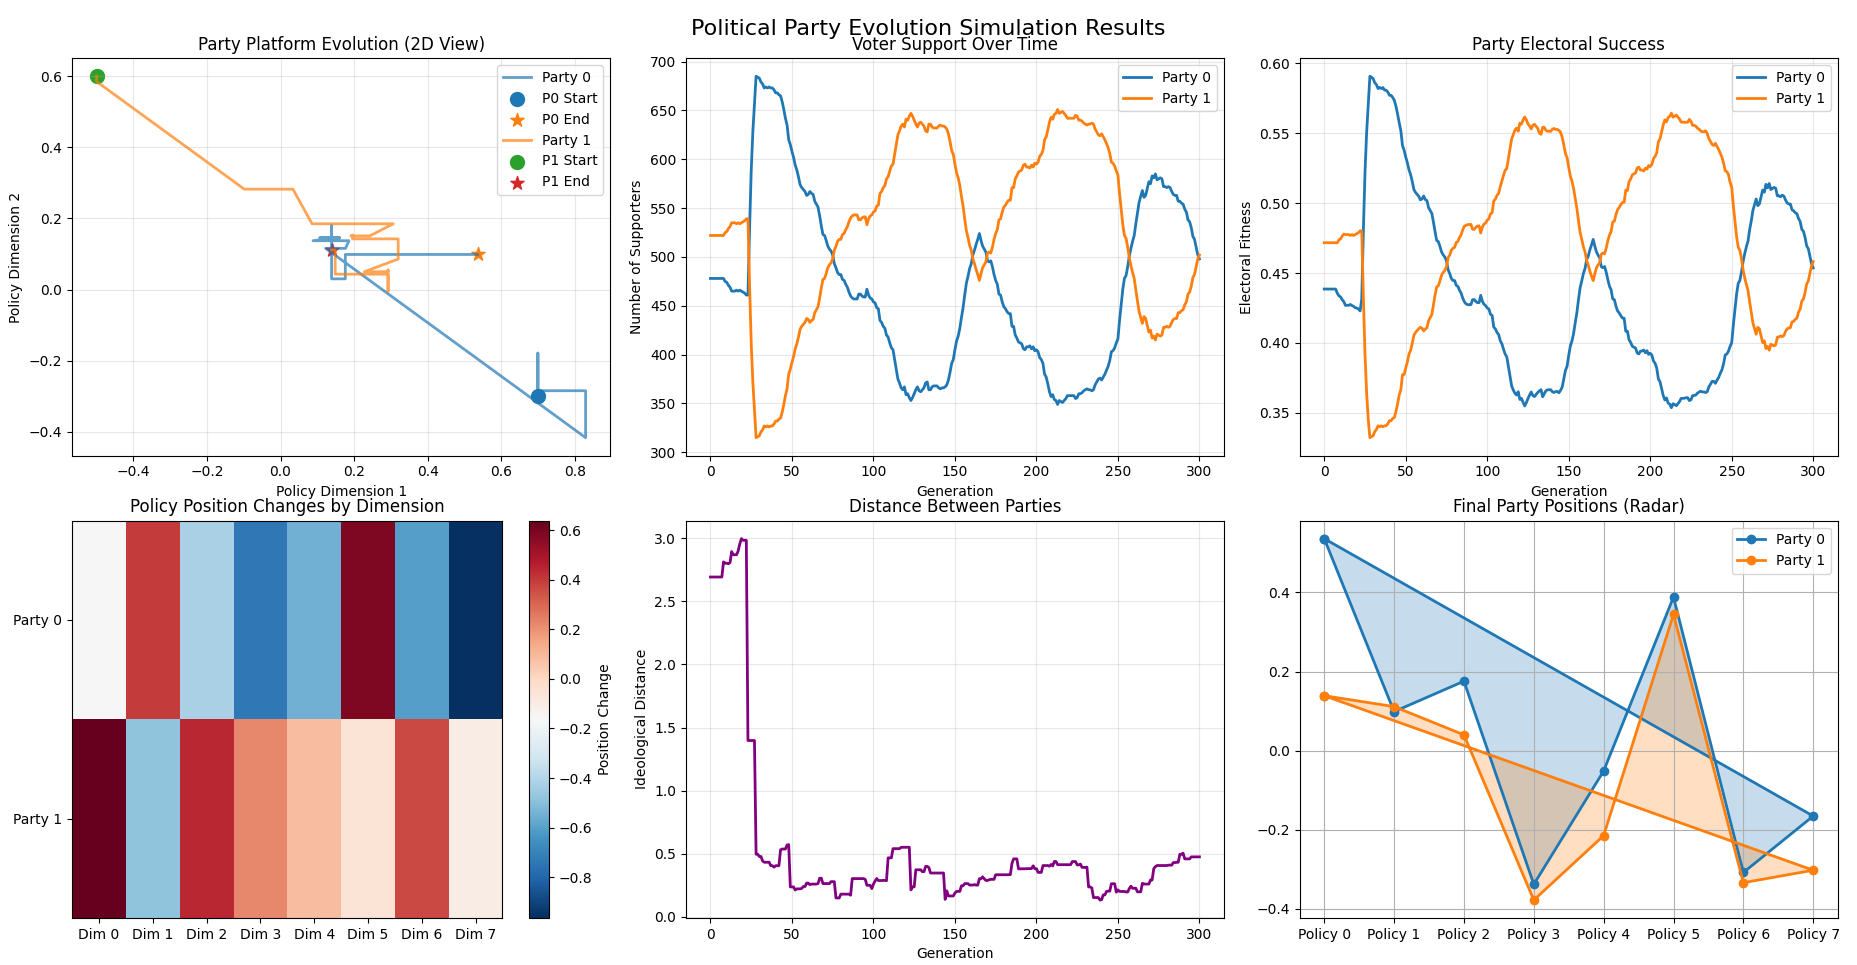 Political Party Evolution Simulation Results
Party Platform Evolution (2D View)
Policy Dimension 2
0.6
0.4
0.2
0.0
−0.2
−0.4
−0.4
−0.2
0.0
0.2
0.4
0.6
0.8
Policy Dimension 1
Party 0
P0 Start
P0 End
Party 1
P1 Start
P1 End
Voter Support Over Time
Number of Supporters
700
650
600
550
500
450
400
350
300
0
50
100
150
200
250
300
Generation
Party 0
Party 1
Party Electoral Success
Electoral Fitness
0.60
0.55
0.50
0.45
0.40
0.35
0
50
100
150
200
250
300
Generation
Party 0
Party 1
Policy Position Changes by Dimension
Party 0
Party 1
Dim 0
Dim 1
Dim 2
Dim 3
Dim 4
Dim 5
Dim 6
Dim 7
0.6
0.4
0.2
0.0
−0.2
−0.4
−0.6
−0.8
Position Change
Distance Between Parties
Ideological Distance
3.0
2.5
2.0
1.5
1.0
0.5
0.0
0
50
100
150
200
250
300
Generation
Final Party Positions (Radar)
0.4
0.2
0.0
−0.2
−0.4
Policy 0
Policy 1
Policy 2
Policy 3
Policy 4
Policy 5
Policy 6
Policy 7
Party 0
Party 1